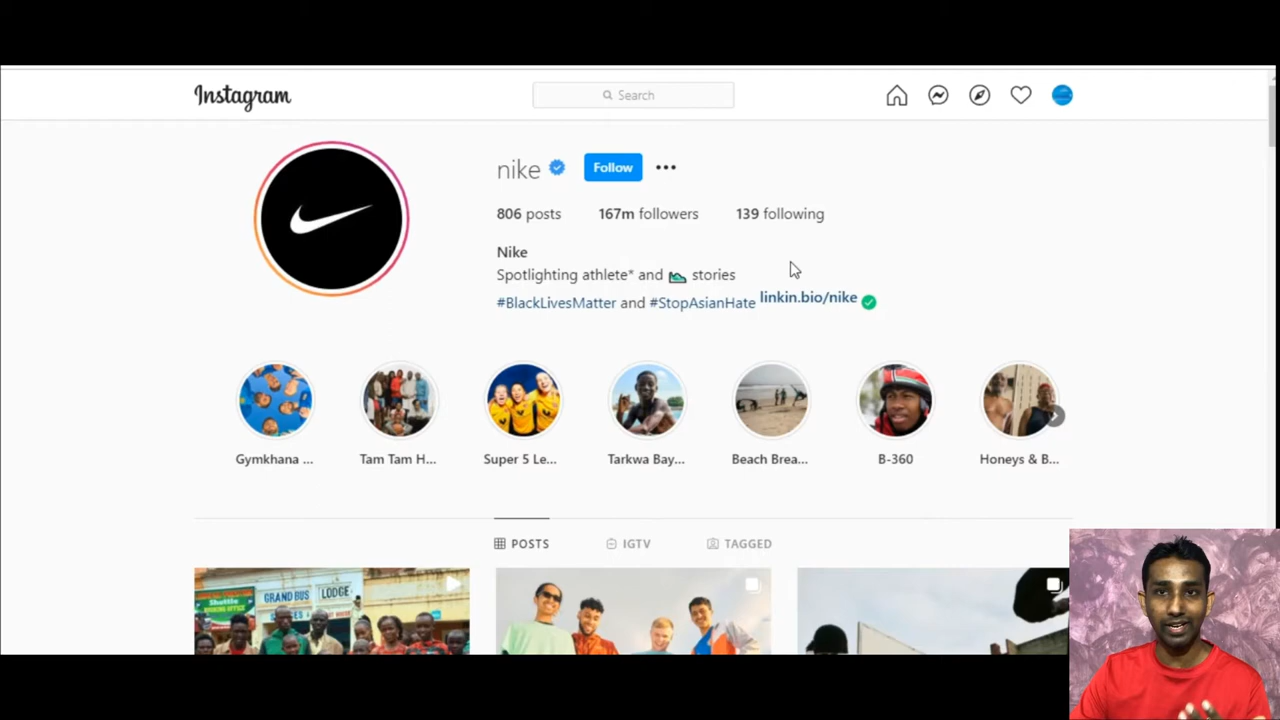 Instagram
Search
nike
Follow
806 posts
167m followers
139 following
Nike
Spotlighting athlete* and 👟 stories
#BlackLivesMatter and #StopAsianHate linkin.bio/nike
Gymkhana ...
Tam Tam H...
Super 5 Le...
Tarkwa Bay...
Beach Brea...
B-360
Honeys & B...
POSTS
IGTV
TAGGED
GRAND BUS
LODGE
Shuttle